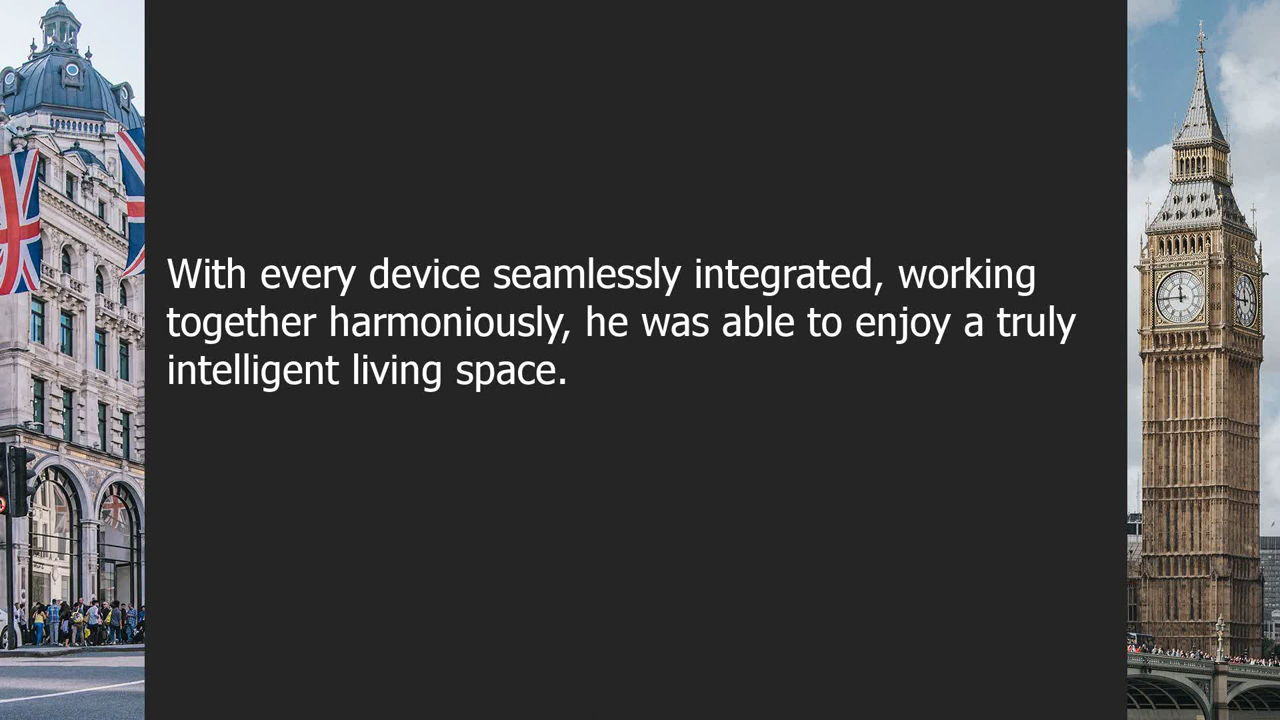 With every device seamlessly integrated, working
together harmoniously, he was able to enjoy a truly
intelligent living space.